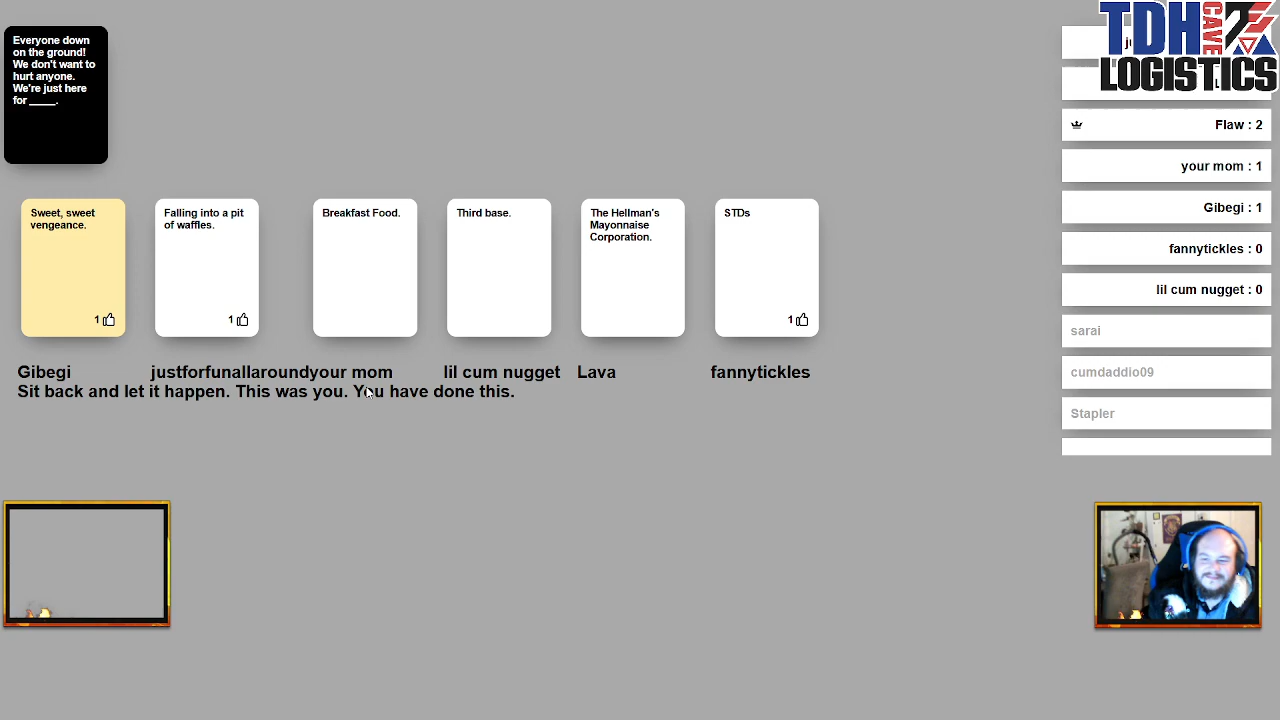 Everyone down
on the ground!
We don't want to
hurt anyone.
We're just here
for _____.
TDH
CAVE
LOGISTICS
Flaw : 2
your mom : 1
Gibegi : 1
fannytickles : 0
lil cum nugget : 0
sarai
cumdaddio09
Stapler
Sweet, sweet
vengeance.
1
Falling into a pit
of waffles.
1
Breakfast Food.
Third base.
The Hellman's
Mayonnaise
Corporation.
STDs
1
Gibegi
justforfunallaroundyour mom
lil cum nugget
Lava
fannytickles
Sit back and let it happen. This was you. You have done this.